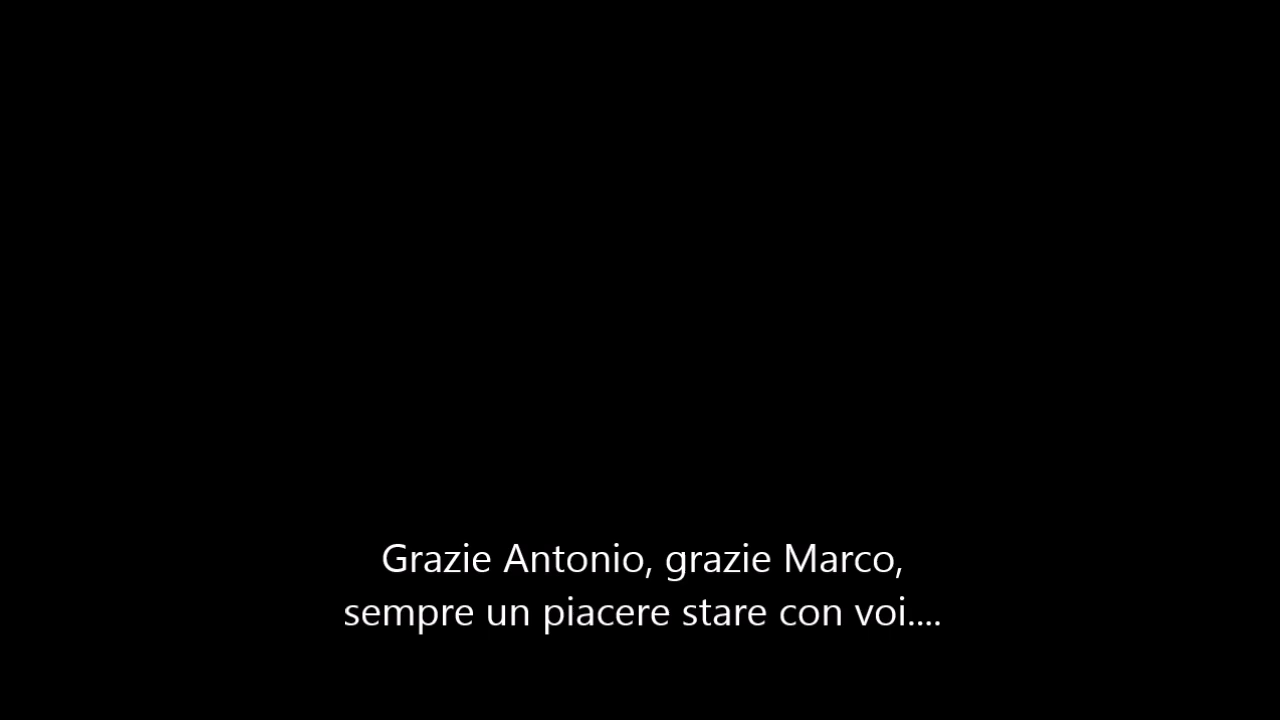 Grazie Antonio, grazie Marco,
sempre un piacere stare con voi....